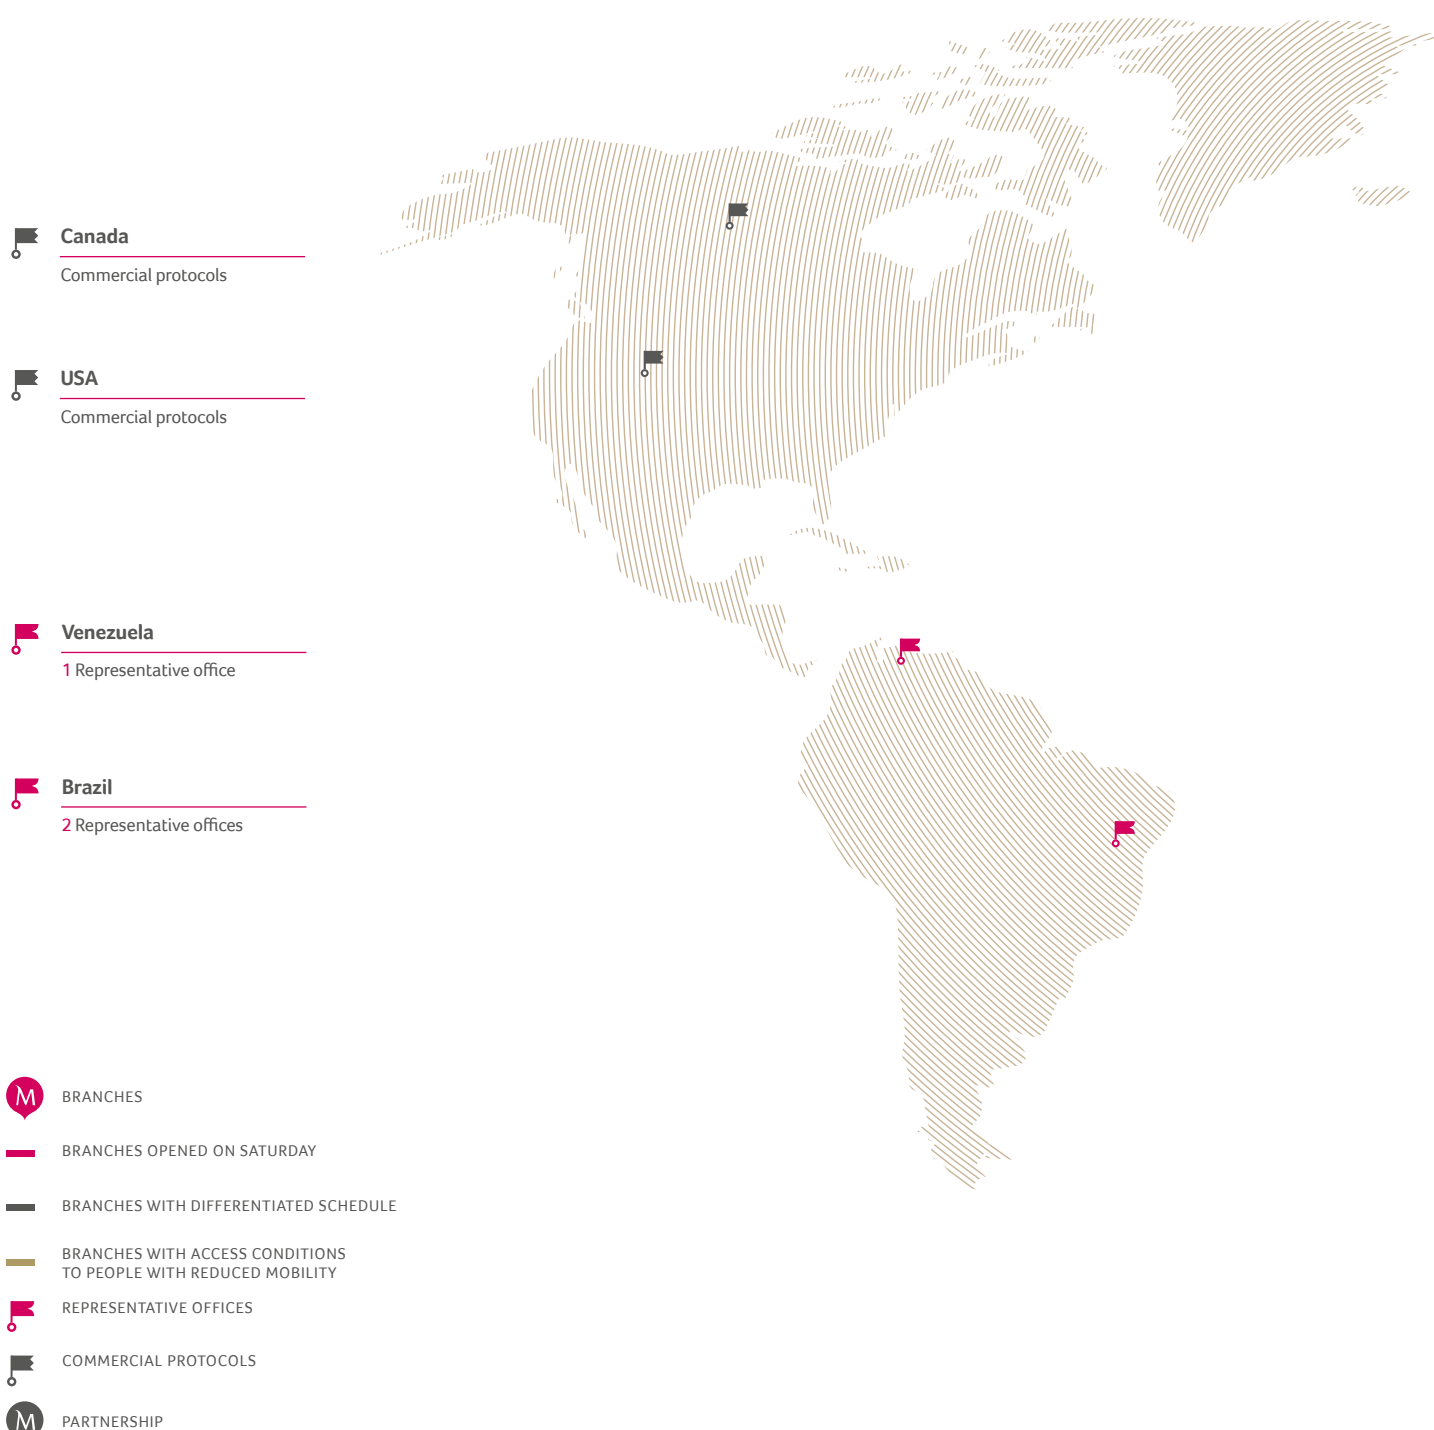 Canada
Commercial protocols
USA
Commercial protocols
Venezuela
1 Representative office
Brazil
2 Representative offices
M BRANCHES
BRANCHES OPENED ON SATURDAY
BRANCHES WITH DIFFERENTIATED SCHEDULE
BRANCHES WITH ACCESS CONDITIONS
TO PEOPLE WITH REDUCED MOBILITY
REPRESENTATIVE OFFICES
COMMERCIAL PROTOCOLS
M PARTNERSHIP